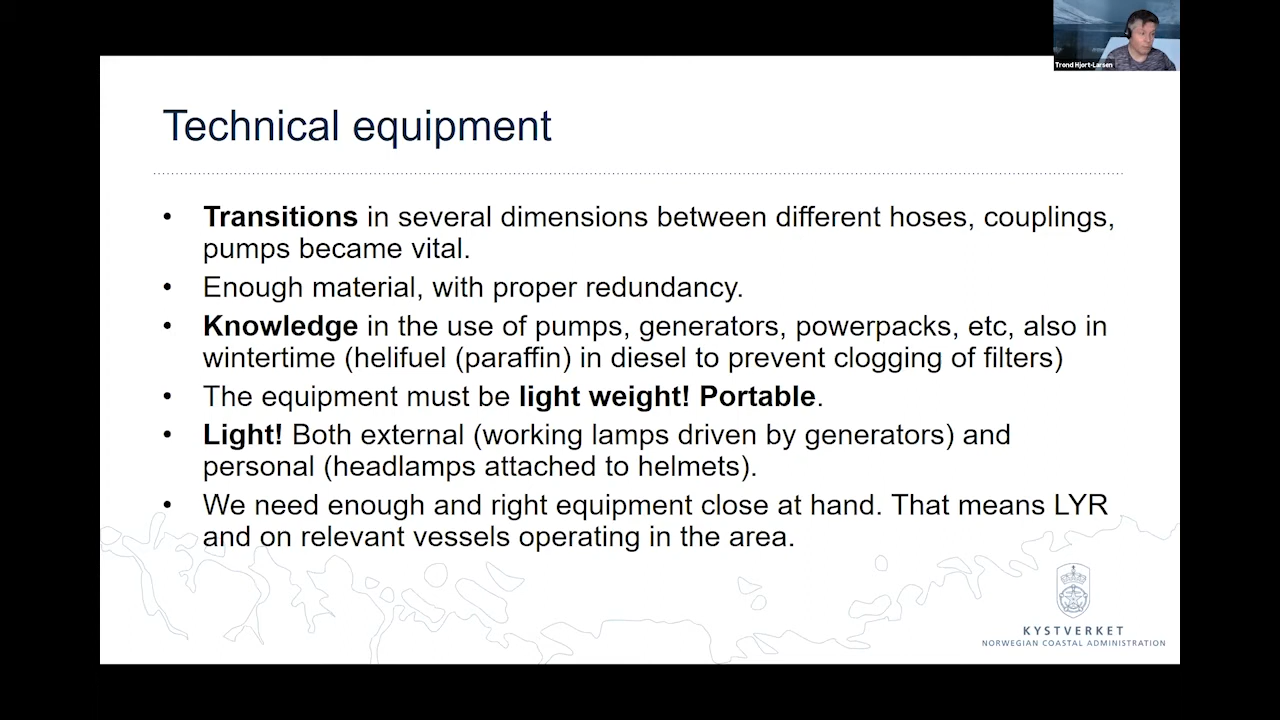 Trond Hjort-Larsen
Technical equipment
• Transitions in several dimensions between different hoses, couplings,
pumps became vital.
• Enough material, with proper redundancy.
• Knowledge in the use of pumps, generators, powerpacks, etc, also in
wintertime (helifuel (paraffin) in diesel to prevent clogging of filters)
• The equipment must be light weight! Portable.
• Light! Both external (working lamps driven by generators) and
personal (headlamps attached to helmets).
• We need enough and right equipment close at hand. That means LYR
and on relevant vessels operating in the area.
KYSTVERKET
NORWEGIAN COASTAL ADMINISTRATION